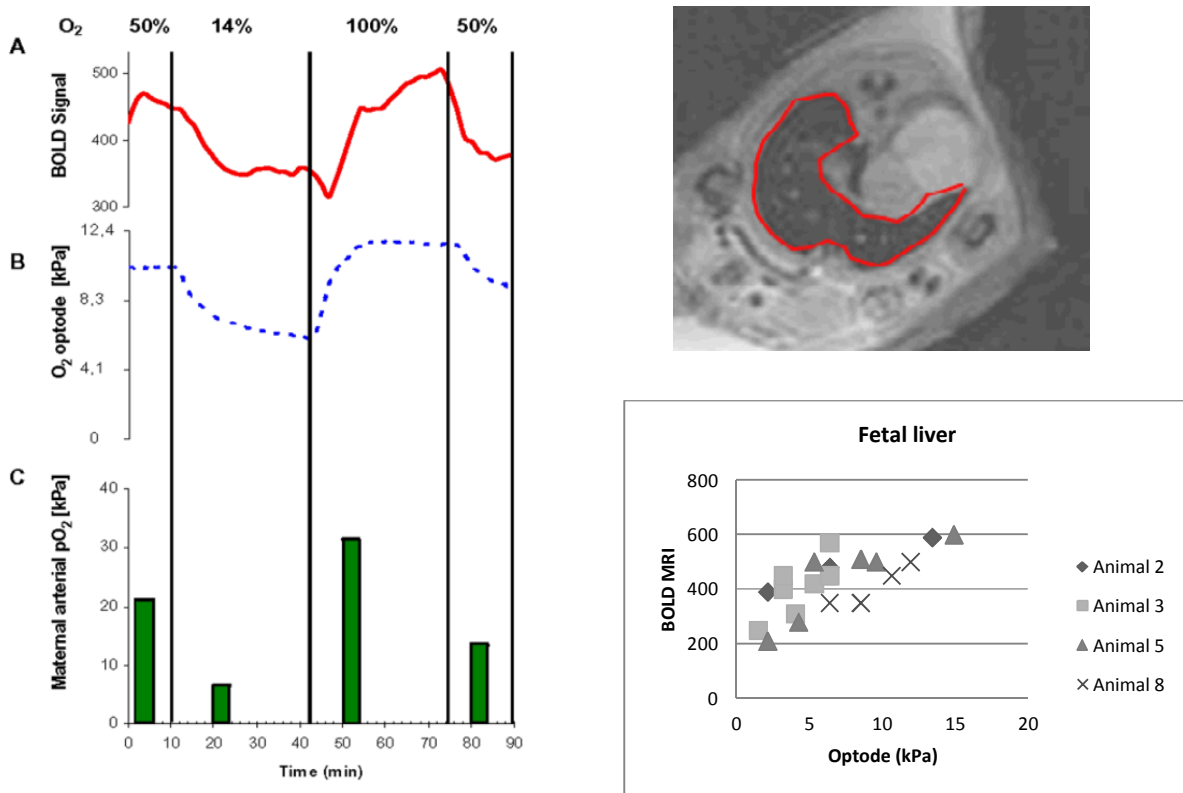 O2 50% 14% 100% 50%
A
BOLD Signal
500
400
300
B
O2 optode [kPa]
12,4
8,3
4,1
0
C
Maternal arterial pO2 [kPa]
40
30
20
10
0
0 10 20 30 40 50 60 70 80 90
Time (min)
Fetal liver
BOLD MRI
800
600
400
200
0
0 5 10 15 20
Optode (kPa)
Animal 2
Animal 3
Animal 5
Animal 8